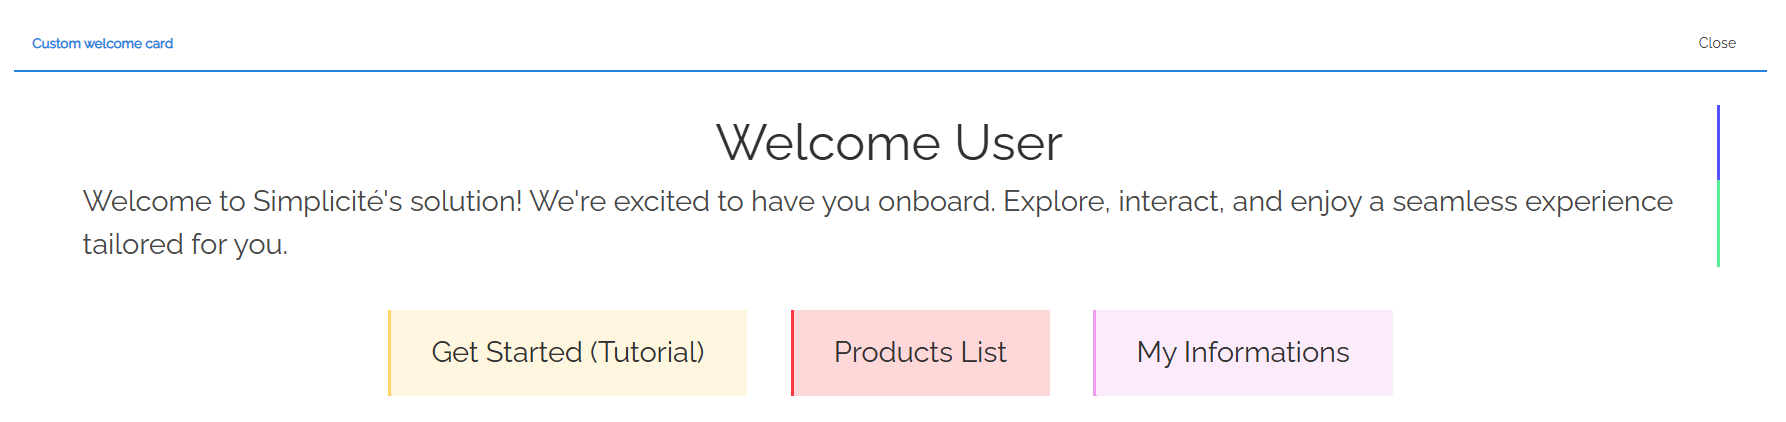 Custom welcome card
Close
Welcome User
Welcome to Simplicité's solution! We're excited to have you onboard. Explore, interact, and enjoy a seamless experience
tailored for you.
Get Started (Tutorial)
Products List
My Informations